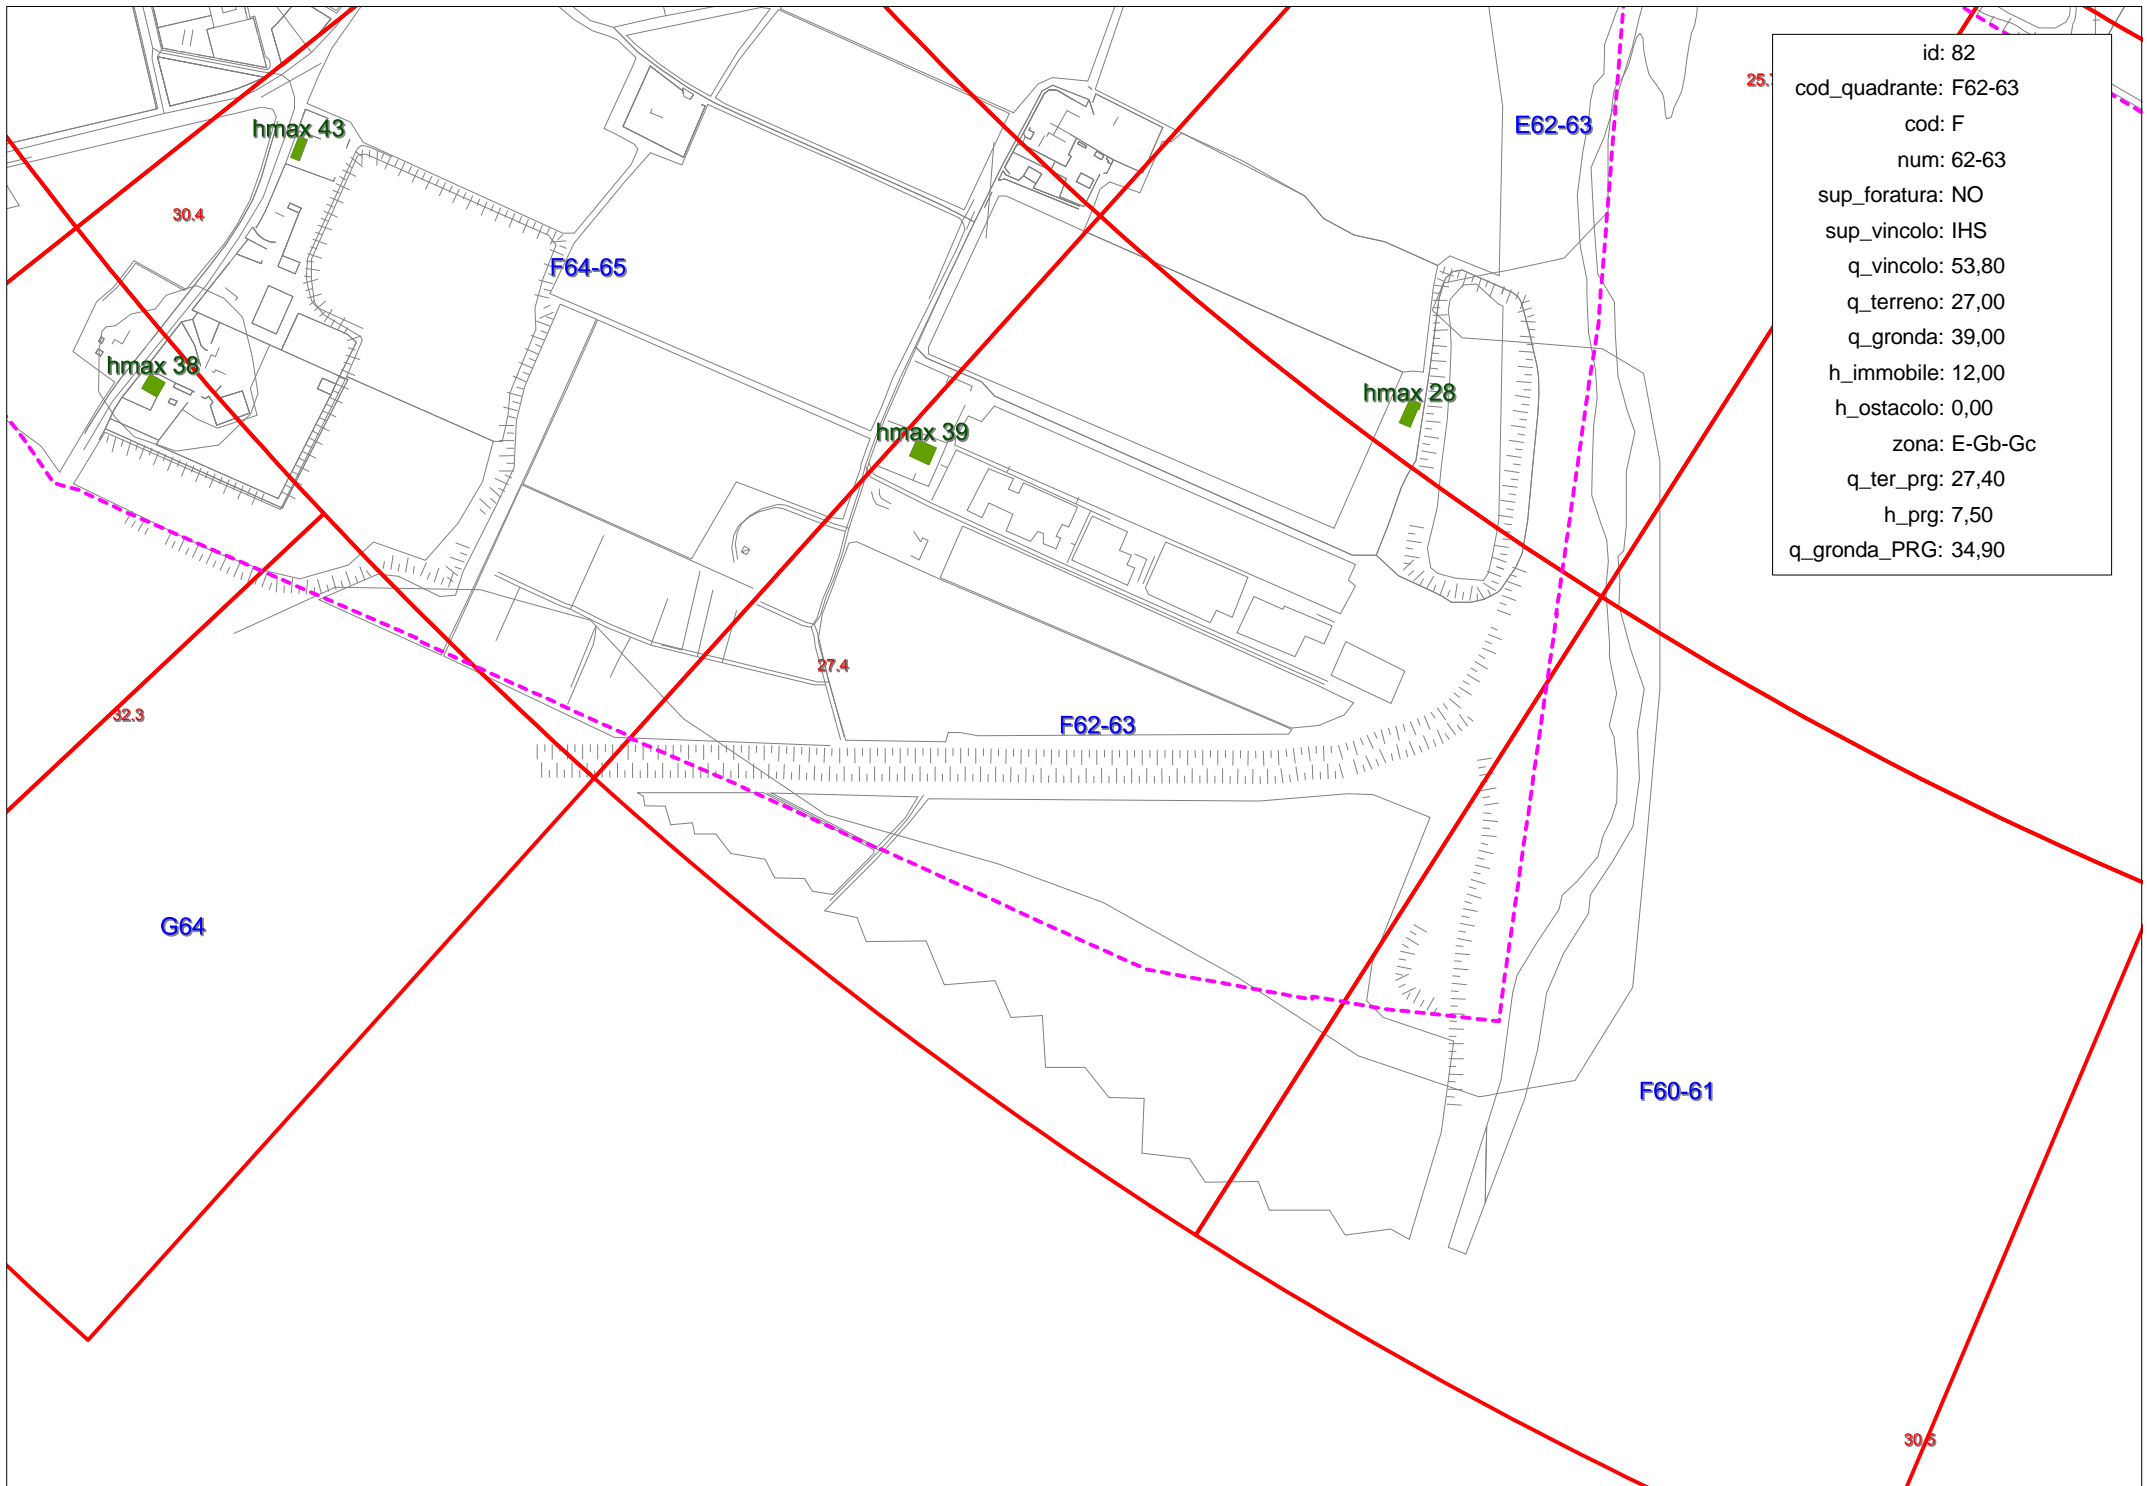 id: 82
cod_quadrante: F62-63
cod: F
num: 62-63
sup_foratura: NO
sup_vincolo: IHS
q_vincolo: 53,80
q_terreno: 27,00
q_gronda: 39,00
h_immobile: 12,00
h_ostacolo: 0,00
zona: E-Gb-Gc
q_ter_prg: 27,40
h_prg: 7,50
q_gronda_PRG: 34,90
E62-63
hmax 43
30.4
F64-65
hmax 38
hmax 28
hmax 39
27.4
32.3
F62-63
G64
F60-61
30.5